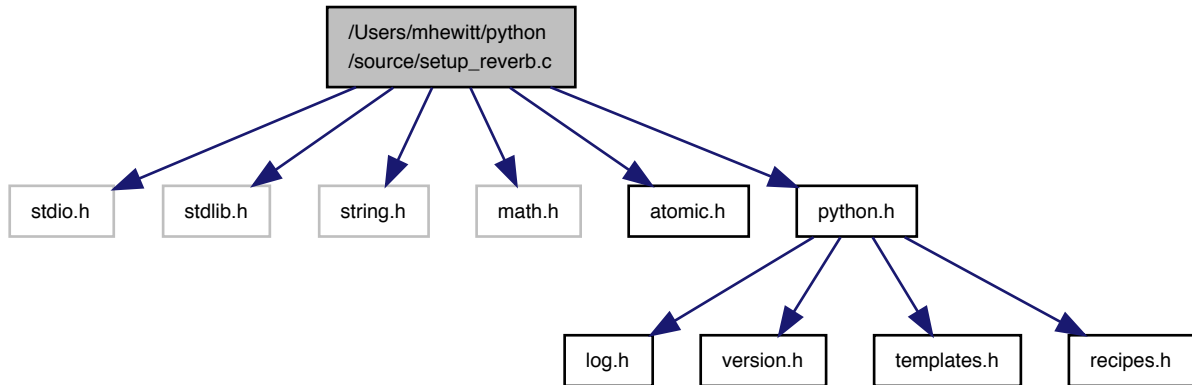 /Users/mhewitt/python
/source/setup_reverb.c
stdio.h
stdlib.h
string.h
math.h
atomic.h
python.h
log.h
version.h
templates.h
recipes.h